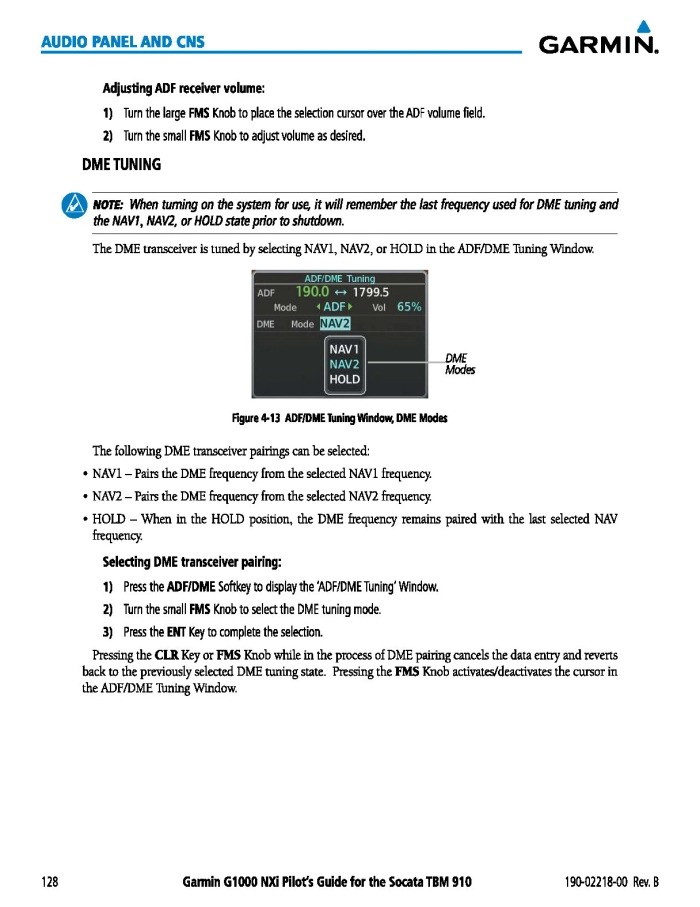 AUDIO PANEL AND CNS
GARMIN.
Adjusting ADF receiver volume:
1) Turn the large FMS Knob to place the selection cursor over the ADF volume field.
2) Turn the small FMS Knob to adjust volume as desired.
DME TUNING
NOTE: When turning on the system for use, it will remember the last frequency used for DME tuning and
the NAV1, NAV2, or HOLD state prior to shutdown.
The DME transceiver is tuned by selecting NAV1, NAV2, or HOLD in the ADF/DME Tuning Window.
ADF/DME Tuning
ADF 190.0 ↔ 1799.5
Mode ADF Vol 65%
DME Mode NAV2
NAV1
NAV2
HOLD
DME
Modes
Figure 4-13 ADF/DME Tuning Window, DME Modes
The following DME transceiver pairings can be selected:
• NAV1 – Pairs the DME frequency from the selected NAV1 frequency.
• NAV2 – Pairs the DME frequency from the selected NAV2 frequency.
• HOLD – When in the HOLD position, the DME frequency remains paired with the last selected NAV
frequency.
Selecting DME transceiver pairing:
1) Press the ADF/DME Softkey to display the 'ADF/DME Tuning' Window.
2) Turn the small FMS Knob to select the DME tuning mode.
3) Press the ENT Key to complete the selection.
Pressing the CLR Key or FMS Knob while in the process of DME pairing cancels the data entry and reverts
back to the previously selected DME tuning state. Pressing the FMS Knob activates/deactivates the cursor in
the ADF/DME Tuning Window.
128
Garmin G1000 NXi Pilot's Guide for the Socata TBM 910
190-02218-00 Rev. B